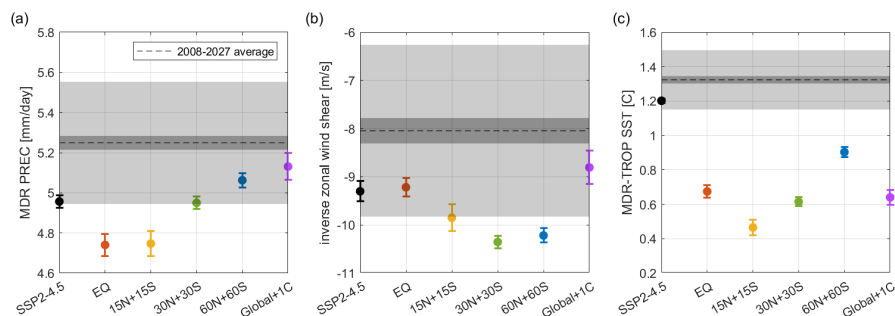 (a)
MDR PREC [mm/day]
5.8
5.6
5.4
5.2
5
4.8
4.6
2008-2027 average
SSP2-4.5
EQ
15N+15S
30N+30S
60N+60S
Global+1C
(b)
inverse zonal wind shear [m/s]
-6
-7
-8
-9
-10
-11
SSP2-4.5
EQ
15N+15S
30N+30S
60N+60S
Global+1C
(c)
MDR-TROP SST [C]
1.6
1.4
1.2
1
0.8
0.6
0.4
0.2
SSP2-4.5
EQ
15N+15S
30N+30S
60N+60S
Global+1C